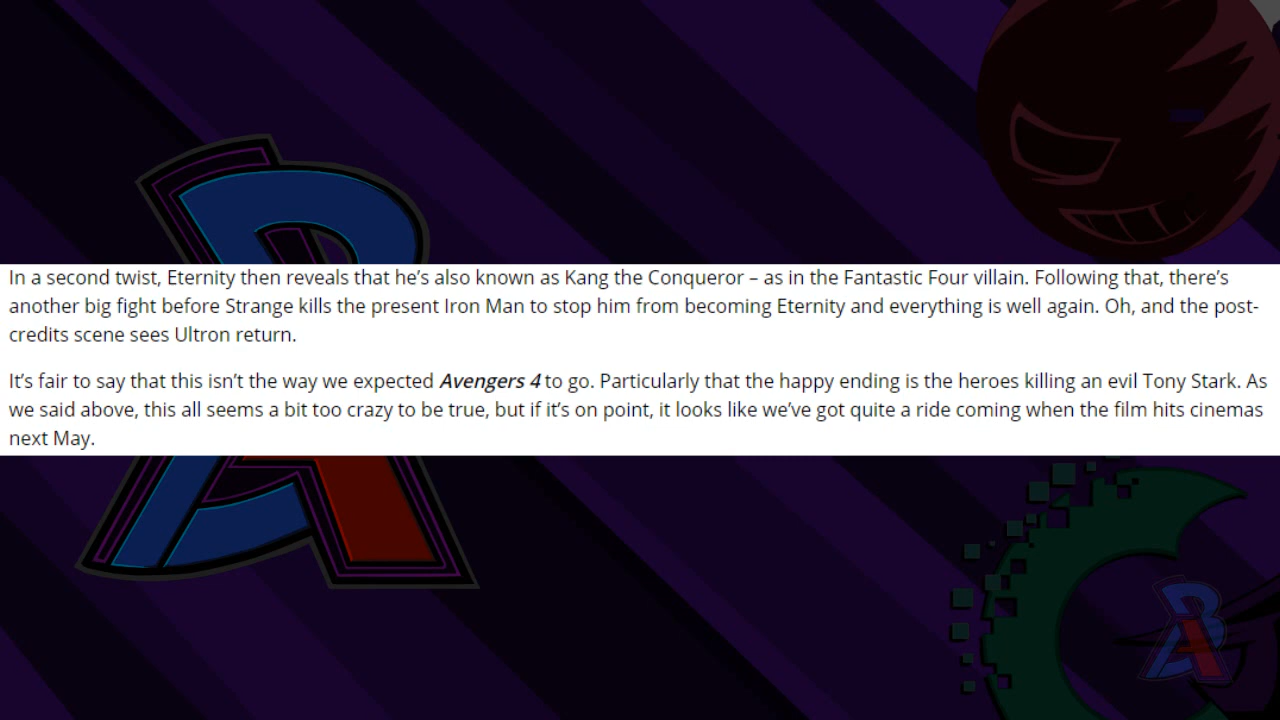 In a second twist, Eternity then reveals that he’s also known as Kang the Conqueror – as in the Fantastic Four villain. Following that, there’s
another big fight before Strange kills the present Iron Man to stop him from becoming Eternity and everything is well again. Oh, and the post-
credits scene sees Ultron return.
It’s fair to say that this isn’t the way we expected Avengers 4 to go. Particularly that the happy ending is the heroes killing an evil Tony Stark. As
we said above, this all seems a bit too crazy to be true, but if it’s on point, it looks like we’ve got quite a ride coming when the film hits cinemas
next May.